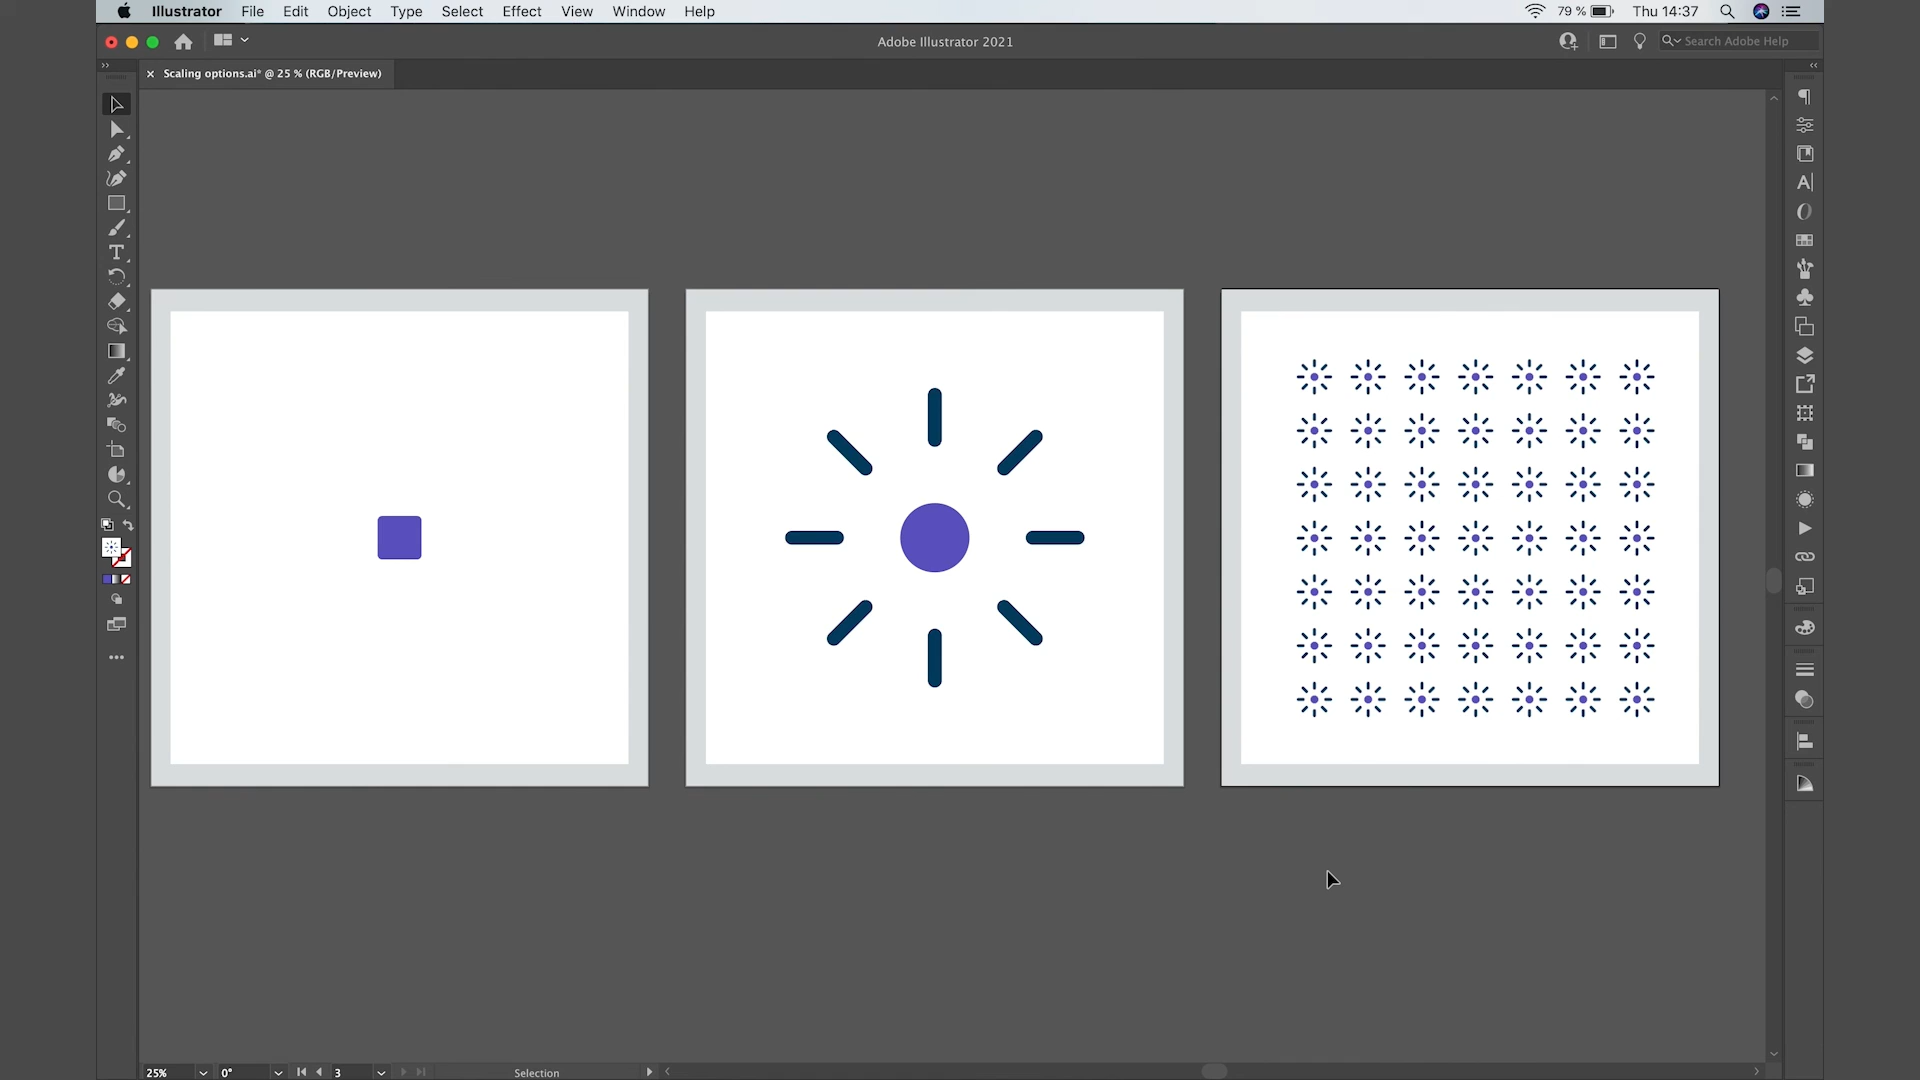 Illustrator File Edit Object Type Select Effect View Window Help 79 % Thu 14:37
Adobe Illustrator 2021 Search Adobe Help
Scaling options.ai* @ 25 % (RGB/Preview)
25% 0° 3 Selection